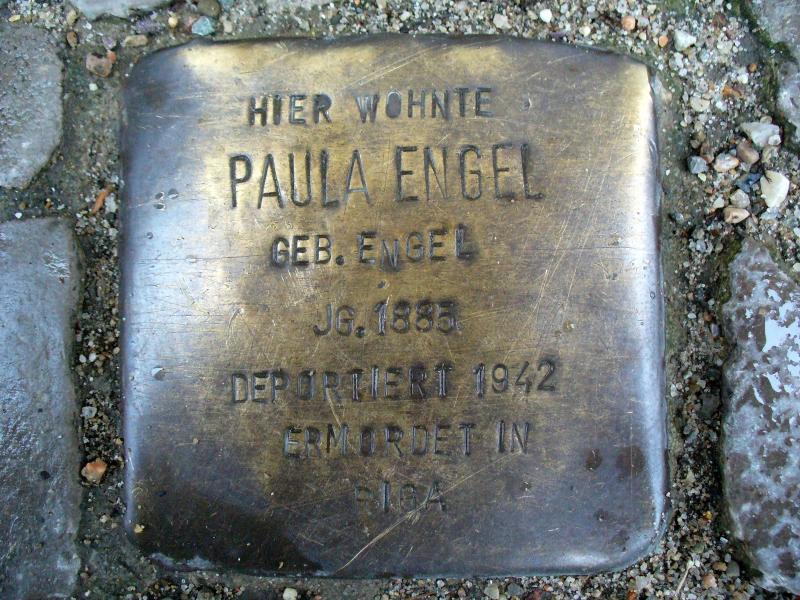 HIER WOHNTE
PAULA ENGEL
GEB. ENGEL
JG. 1885
DEPORTIERT 1942
ERMORDET IN
RIGA